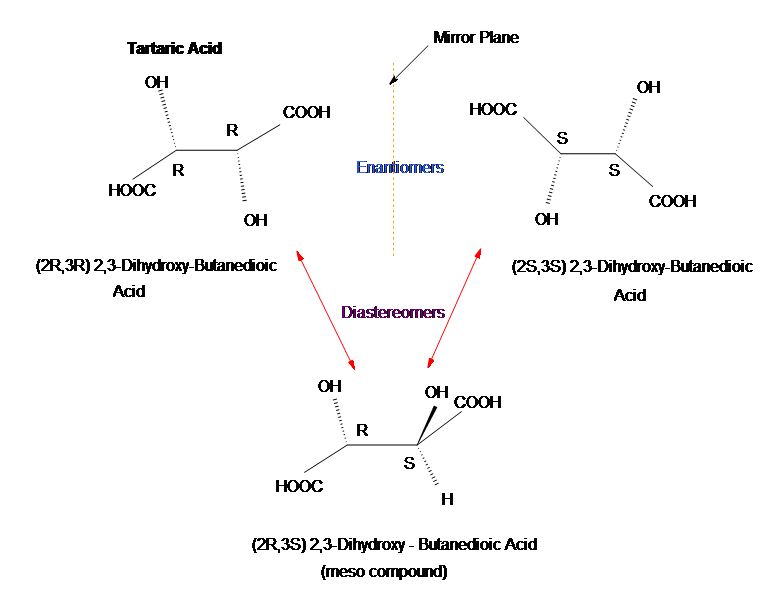 Tartaric Acid
Mirror Plane
OH
COOH
R
R
HOOC
OH
Enantiomers
OH
HOOC
S
S
OH
COOH
(2R,3R) 2,3-Dihydroxy-Butanedioic
Acid
(2S,3S) 2,3-Dihydroxy-Butanedioic
Acid
Diastereomers
OH
OH
COOH
R
S
HOOC
H
(2R,3S) 2,3-Dihydroxy - Butanedioic Acid
(meso compound)